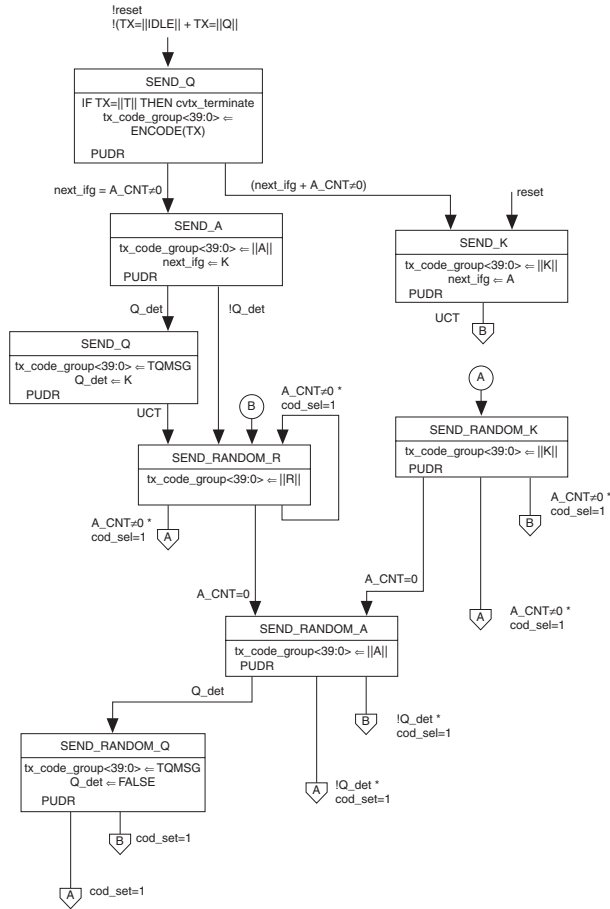 !reset
!(TX=||IDLE|| + TX=||Q||
SEND_Q
IF TX=||T|| THEN cvtx_terminate
tx_code_group<39:0> ⇐
ENCODE(TX)
PUDR
next_ifg = A_CNT≠0
(next_ifg + A_CNT≠0)
reset
SEND_A
tx_code_group<39:0> ⇐ ||A||
next_ifg ⇐ K
PUDR
SEND_K
tx_code_group<39:0> ⇐ ||K||
next_ifg ⇐ A
PUDR
Q_det
!Q_det
UCT
B
SEND_Q
tx_code_group<39:0> ⇐ TQMSG
Q_det ⇐ K
PUDR
UCT
B
A_CNT≠0 *
cod_sel=1
A
SEND_RANDOM_R
tx_code_group<39:0> ⇐ ||R||
SEND_RANDOM_K
tx_code_group<39:0> ⇐ ||K||
PUDR
A_CNT≠0 *
cod_sel=1
A
A_CNT≠0 *
cod_sel=1
B
A_CNT=0
A_CNT=0
A
A_CNT≠0 *
cod_sel=1
SEND_RANDOM_A
tx_code_group<39:0> ⇐ ||A||
PUDR
Q_det
B
!Q_det *
cod_sel=1
SEND_RANDOM_Q
tx_code_group<39:0> ⇐ TQMSG
Q_det ⇐ FALSE
PUDR
A
!Q_det *
cod_set=1
B
cod_set=1
A
cod_set=1